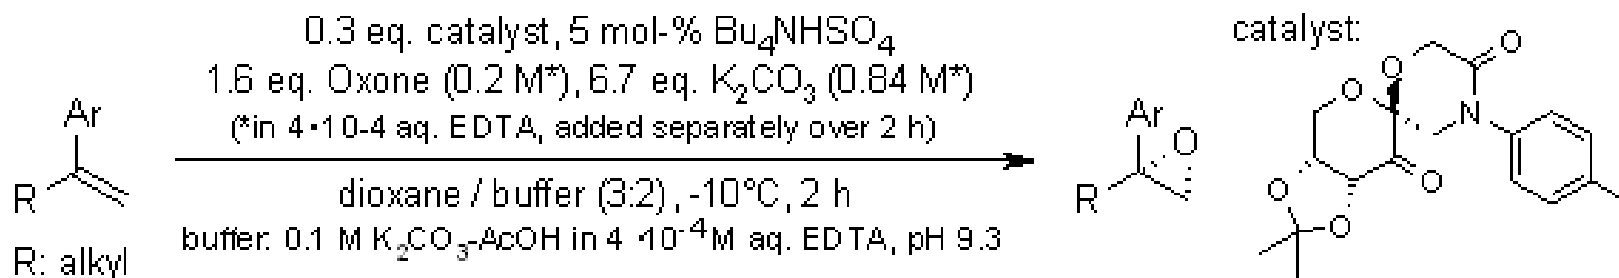 0.3 eq. catalyst, 5 mol-% Bu₄NHSO₄
catalyst:
1.6 eq. Oxone (0.2 M*), 6.7 eq. K₂CO₃ (0.84 M*)
(*in 4•10-4 aq. EDTA, added separately over 2 h)
dioxane / buffer (3:2), -10°C, 2 h
buffer: 0.1 M K₂CO₃-AcOH in 4 •10⁻⁴M aq. EDTA, pH 9.3
Ar
R
R: alkyl
Ar
O
R
O
O
O
N
O
O
O